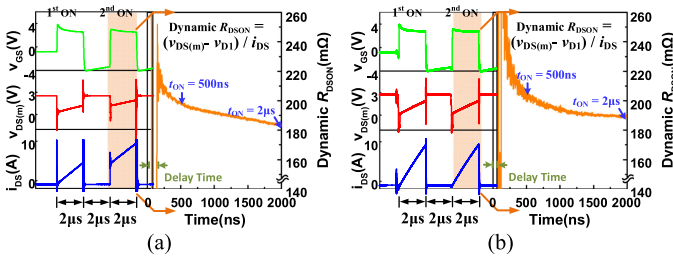 1st ON
2nd ON
Dynamic RDSON =
(vDS(m)- vD1) / iDS
vGS(V)
4
0
-4
vDS(m)(V)
3
0
iDS(A)
10
0
tON = 500ns
tON = 2μs
Delay Time
260
240
220
200
180
160
140
Dynamic RDSON(mΩ)
0 500 1000 1500 2000
Time(ns)
2μs 2μs 2μs
(a)
1st ON
2nd ON
Dynamic RDSON =
(vDS(m)- vD1) / iDS
vGS(V)
4
0
-4
vDS(m)(V)
3
0
iDS(A)
10
0
tON = 500ns
tON = 2μs
Delay Time
260
240
220
200
180
160
140
Dynamic RDSON(mΩ)
0 500 1000 1500 2000
Time(ns)
2μs 2μs 2μs
(b)